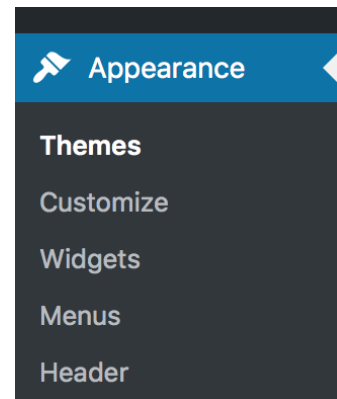 Appearance
Themes
Customize
Widgets
Menus
Header